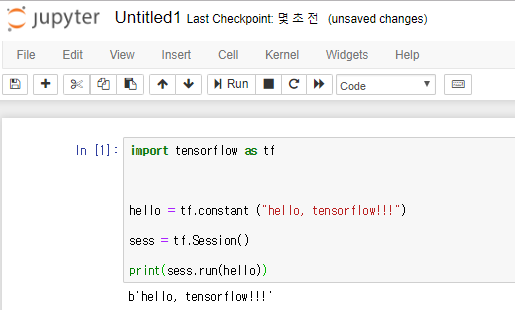 jupyter Untitled1 Last Checkpoint: 몇 초 전 (unsaved changes)
File Edit View Insert Cell Kernel Widgets Help
Run Code
In [1]: import tensorflow as tf
hello = tf.constant ("hello, tensorflow!!!")
sess = tf.Session()
print(sess.run(hello))
b'hello, tensorflow!!!'